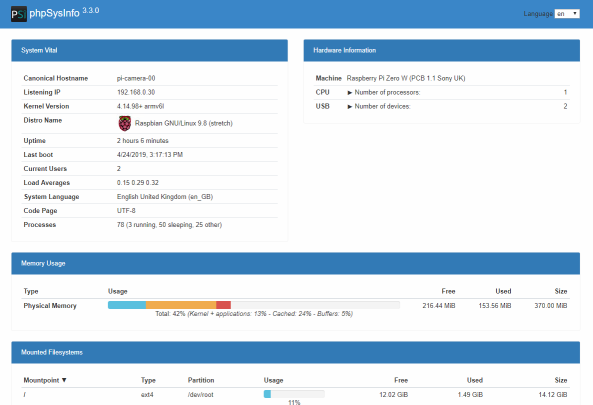 PSI phpSysInfo 3.3.0
Language: en
System Vital
Canonical Hostname pi-camera-00
Listening IP 192.168.0.30
Kernel Version 4.14.98+ armv6l
Distro Name Raspbian GNU/Linux 9.8 (stretch)
Uptime 2 hours 6 minutes
Last boot 4/24/2019, 3:17:13 PM
Current Users 2
Load Averages 0.15 0.29 0.32
System Language English United Kingdom (en_GB)
Code Page UTF-8
Processes 78 (3 running, 50 sleeping, 25 other)
Hardware Information
Machine Raspberry Pi Zero W (PCB 1.1 Sony UK)
CPU ▶ Number of processors: 1
USB ▶ Number of devices: 2
Memory Usage
Type Usage Free Used Size
Physical Memory 216.44 MiB 153.56 MiB 370.00 MiB
Total: 42% (Kernel + applications: 13% - Cached: 24% - Buffers: 5%)
Mounted Filesystems
Mountpoint ▼ Type Partition Usage Free Used Size
/ ext4 /dev/root 12.02 GiB 1.49 GiB 14.12 GiB
11%